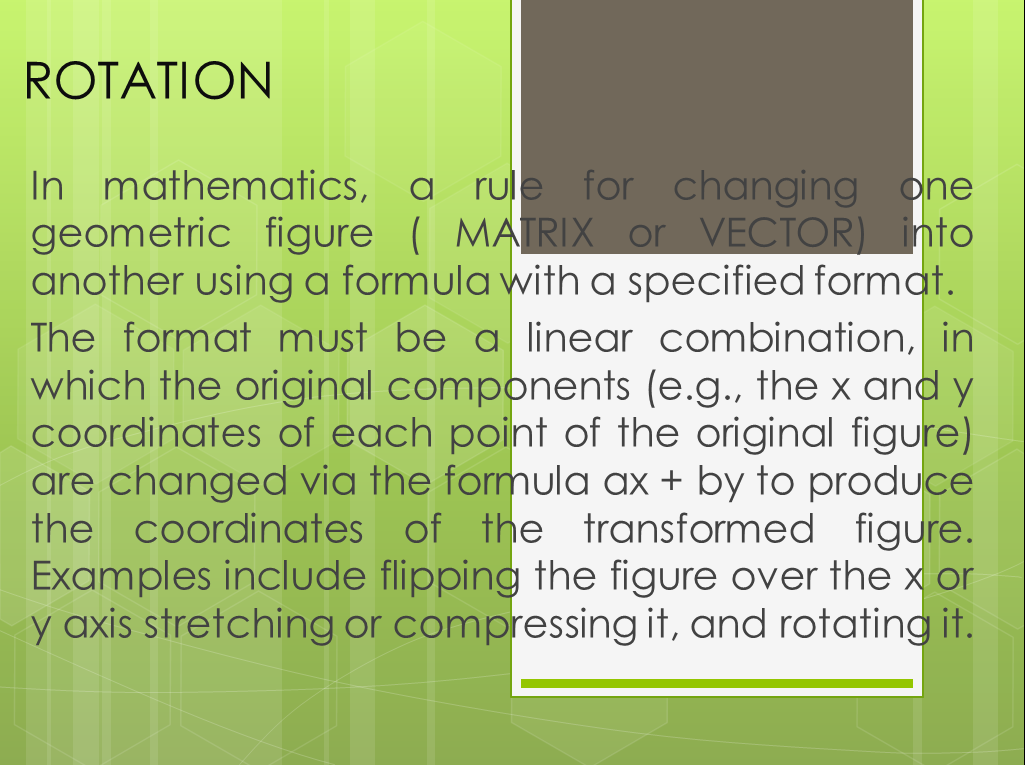 ROTATION
In mathematics, a rule for changing one
geometric figure ( MATRIX or VECTOR) into
another using a formula with a specified format.
The format must be a linear combination, in
which the original components (e.g., the x and y
coordinates of each point of the original figure)
are changed via the formula ax + by to produce
the coordinates of the transformed figure.
Examples include flipping the figure over the x or
y axis stretching or compressing it, and rotating it.